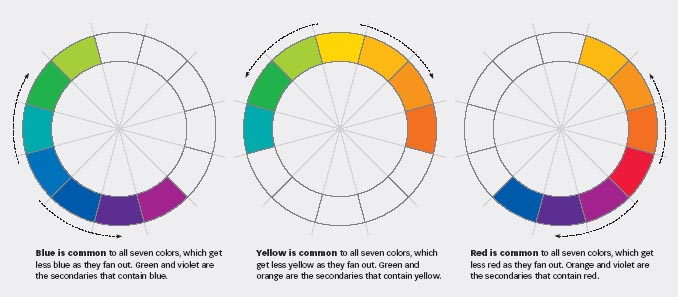 Blue is common to all seven colors, which get
less blue as they fan out. Green and violet are
the secondaries that contain blue.
Yellow is common to all seven colors, which
get less yellow as they fan out. Green and
orange are the secondaries that contain yellow.
Red is common to all seven colors, which get
less red as they fan out. Orange and violet are
the secondaries that contain red.